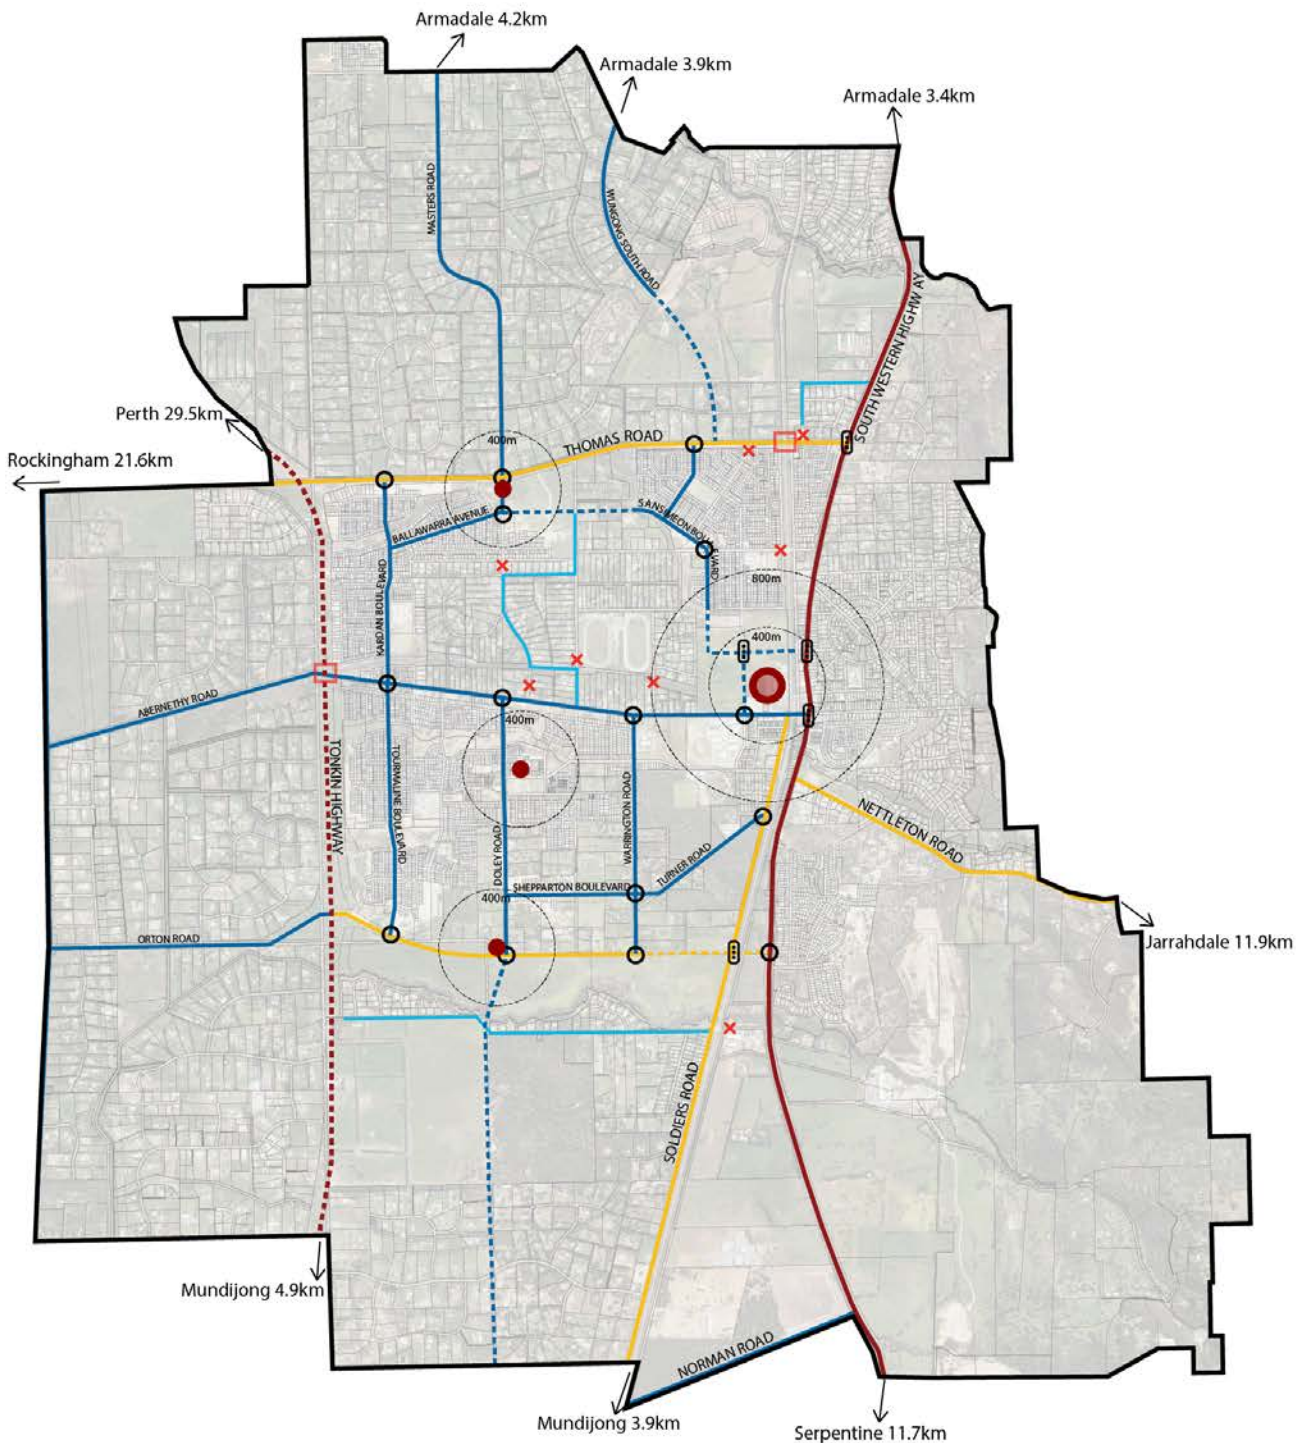 Armadale 4.2km
Armadale 3.9km
Armadale 3.4km
MASTERS ROAD
WUNGONG SOUTH ROAD
SOUTH WESTERN HIGHWAY
Perth 29.5km
Rockingham 21.6km
400m
THOMAS ROAD
BALLAWARRA AVENUE
SANSIMEON BOULEVARD
KARDAN BOULEVARD
800m
400m
ABERNETHY ROAD
400m
TONKIN HIGHWAY
TOURMALINE BOULEVARD
DOLEY ROAD
WARRINGTON ROAD
NETTLETON ROAD
TURNER ROAD
SHEPPARTON BOULEVARD
400m
ORTON ROAD
Jarrahdale 11.9km
SOLDIERS ROAD
Mundijong 4.9km
NORMAN ROAD
Mundijong 3.9km
Serpentine 11.7km